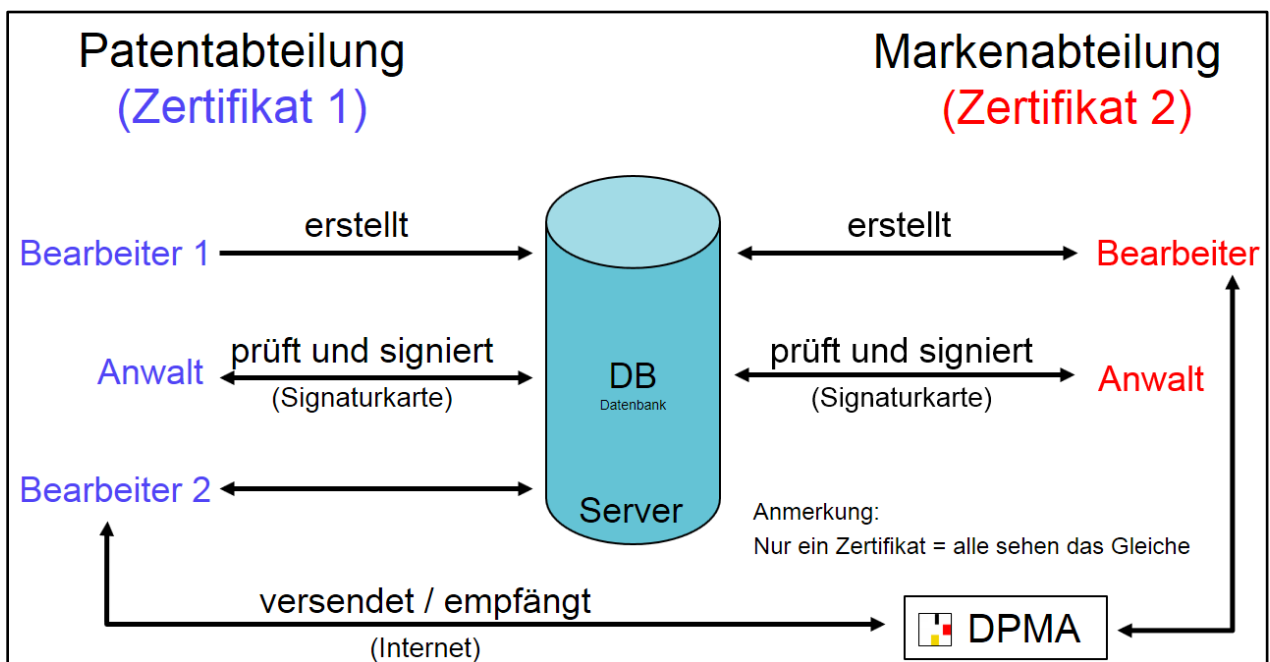 Patentabteilung
(Zertifikat 1)
Markenabteilung
(Zertifikat 2)
Bearbeiter 1
erstellt
erstellt
Bearbeiter
Anwalt
prüft und signiert
(Signaturkarte)
DB
Datenbank
prüft und signiert
(Signaturkarte)
Anwalt
Bearbeiter 2
Server
Anmerkung:
Nur ein Zertifikat = alle sehen das Gleiche
versendet / empfängt
(Internet)
DPMA